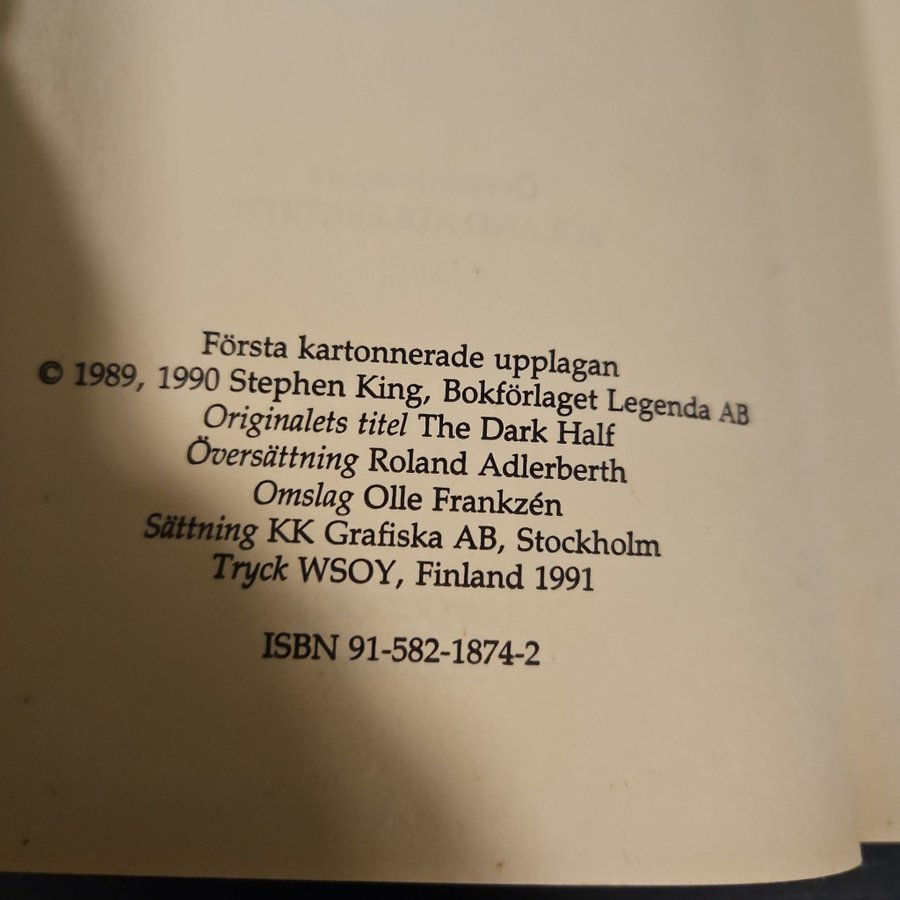 Första kartonnerade upplagan
© 1989, 1990 Stephen King, Bokförlaget Legenda AB
Originalets titel The Dark Half
Översättning Roland Adlerberth
Omslag Olle Frankzén
Sättning KK Grafiska AB, Stockholm
Tryck WSOY, Finland 1991
ISBN 91-582-1874-2